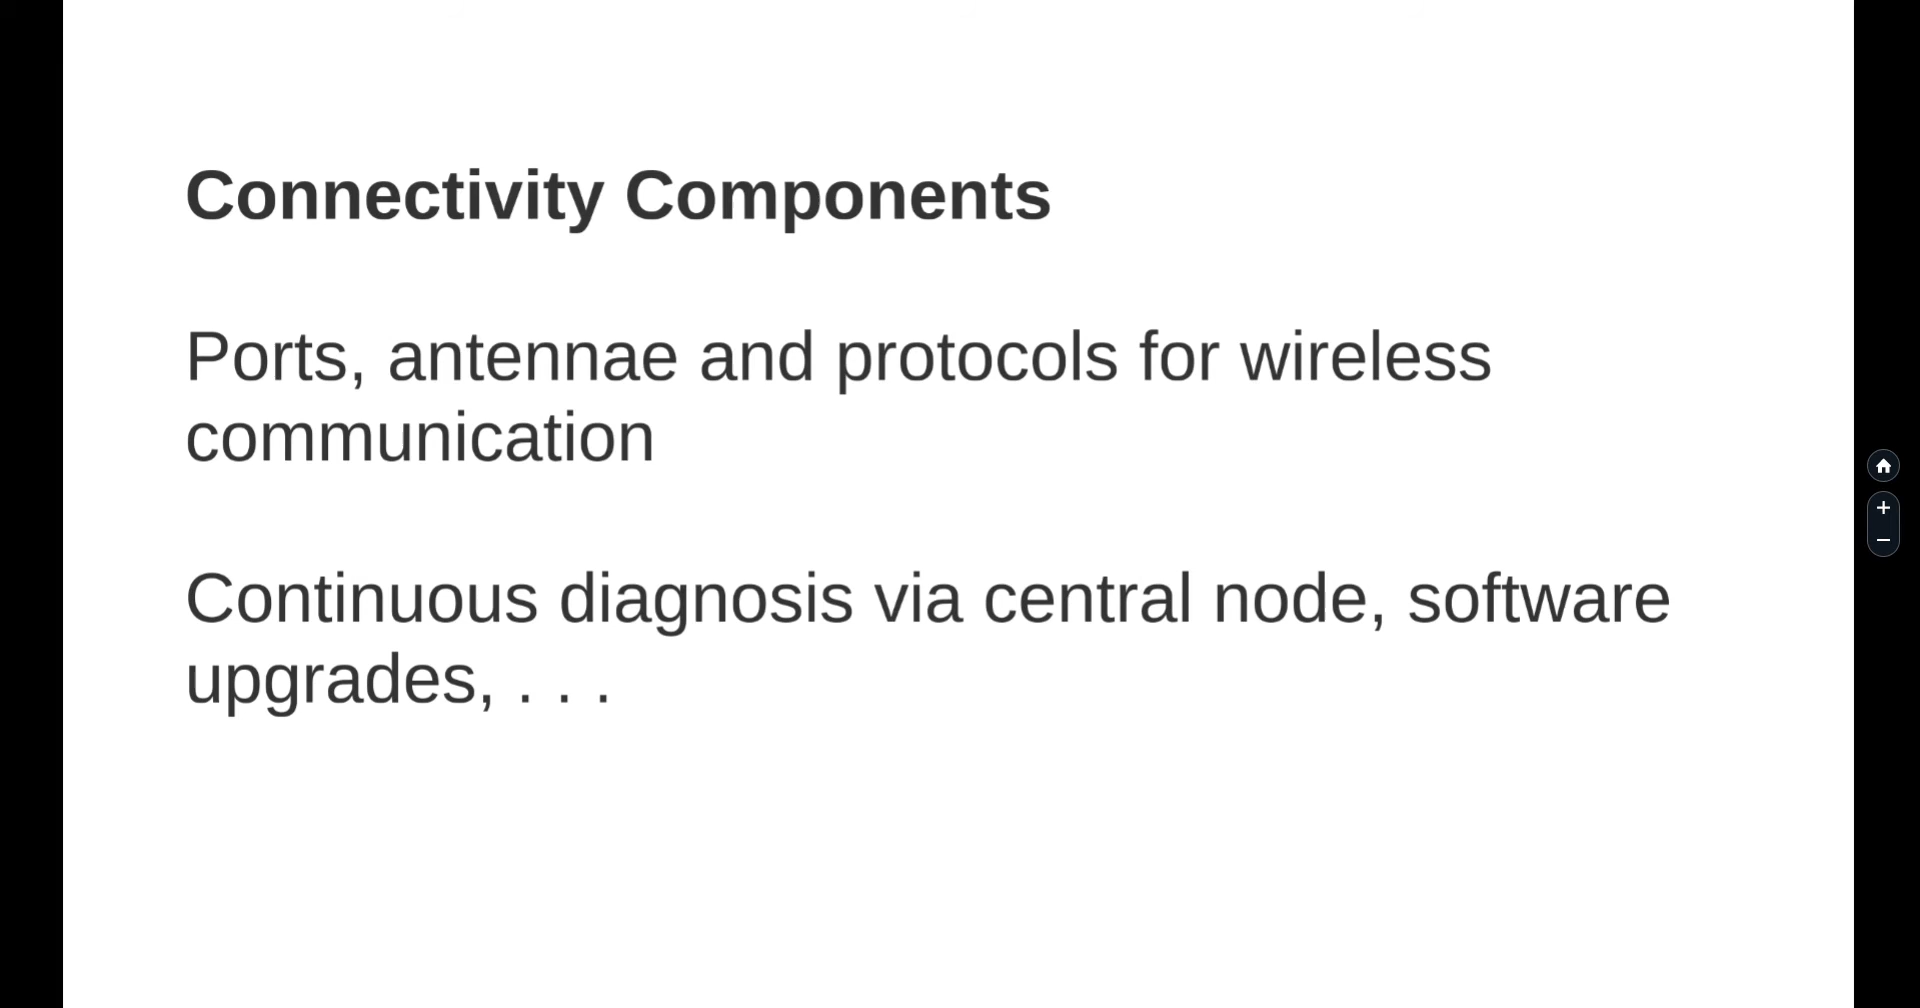 Connectivity Components
Ports, antennae and protocols for wireless
communication
Continuous diagnosis via central node, software
upgrades, . . .